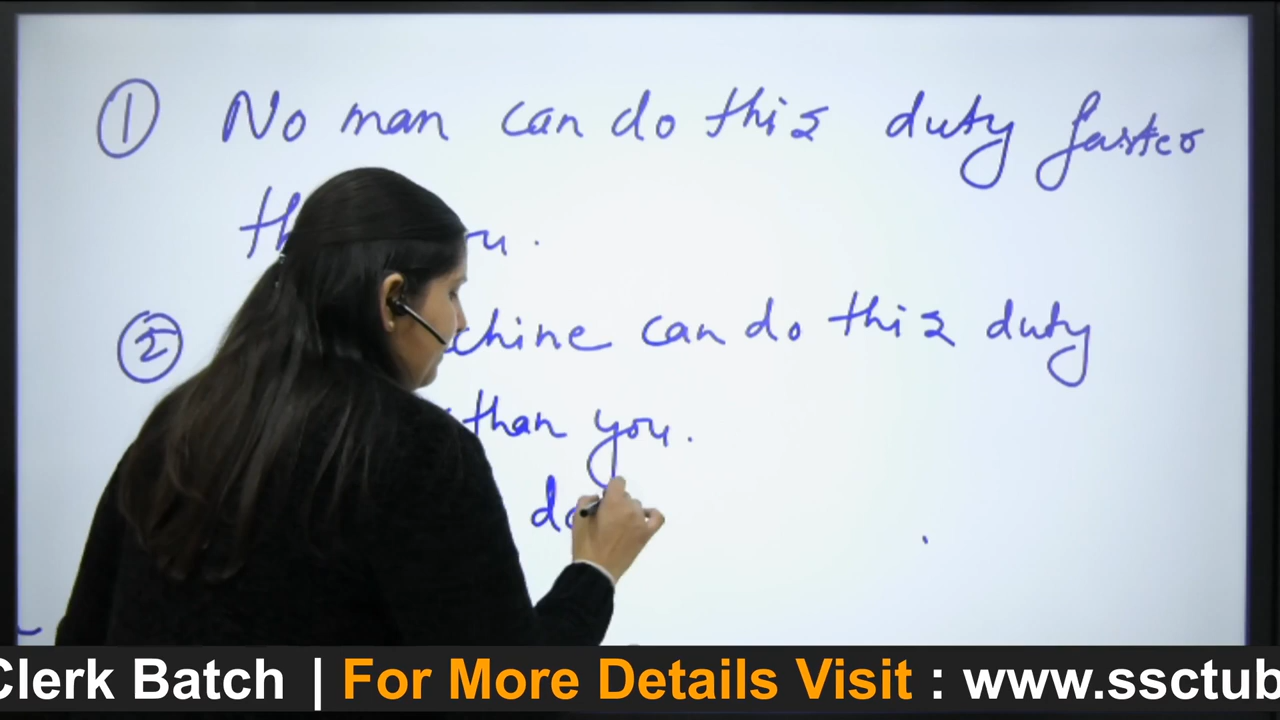 ① No man can do this duty faster
th u.
② chine can do this duty
than you.
do
Clerk Batch | For More Details Visit : www.ssctub